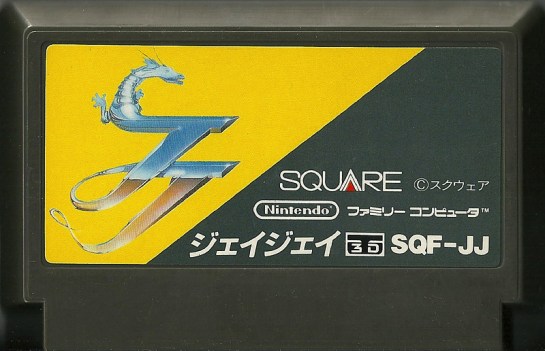 JJ
SQUARE ©スクウェア
Nintendo ファミリー コンピュータ™
ジェイジェイ 3D SQF-JJ